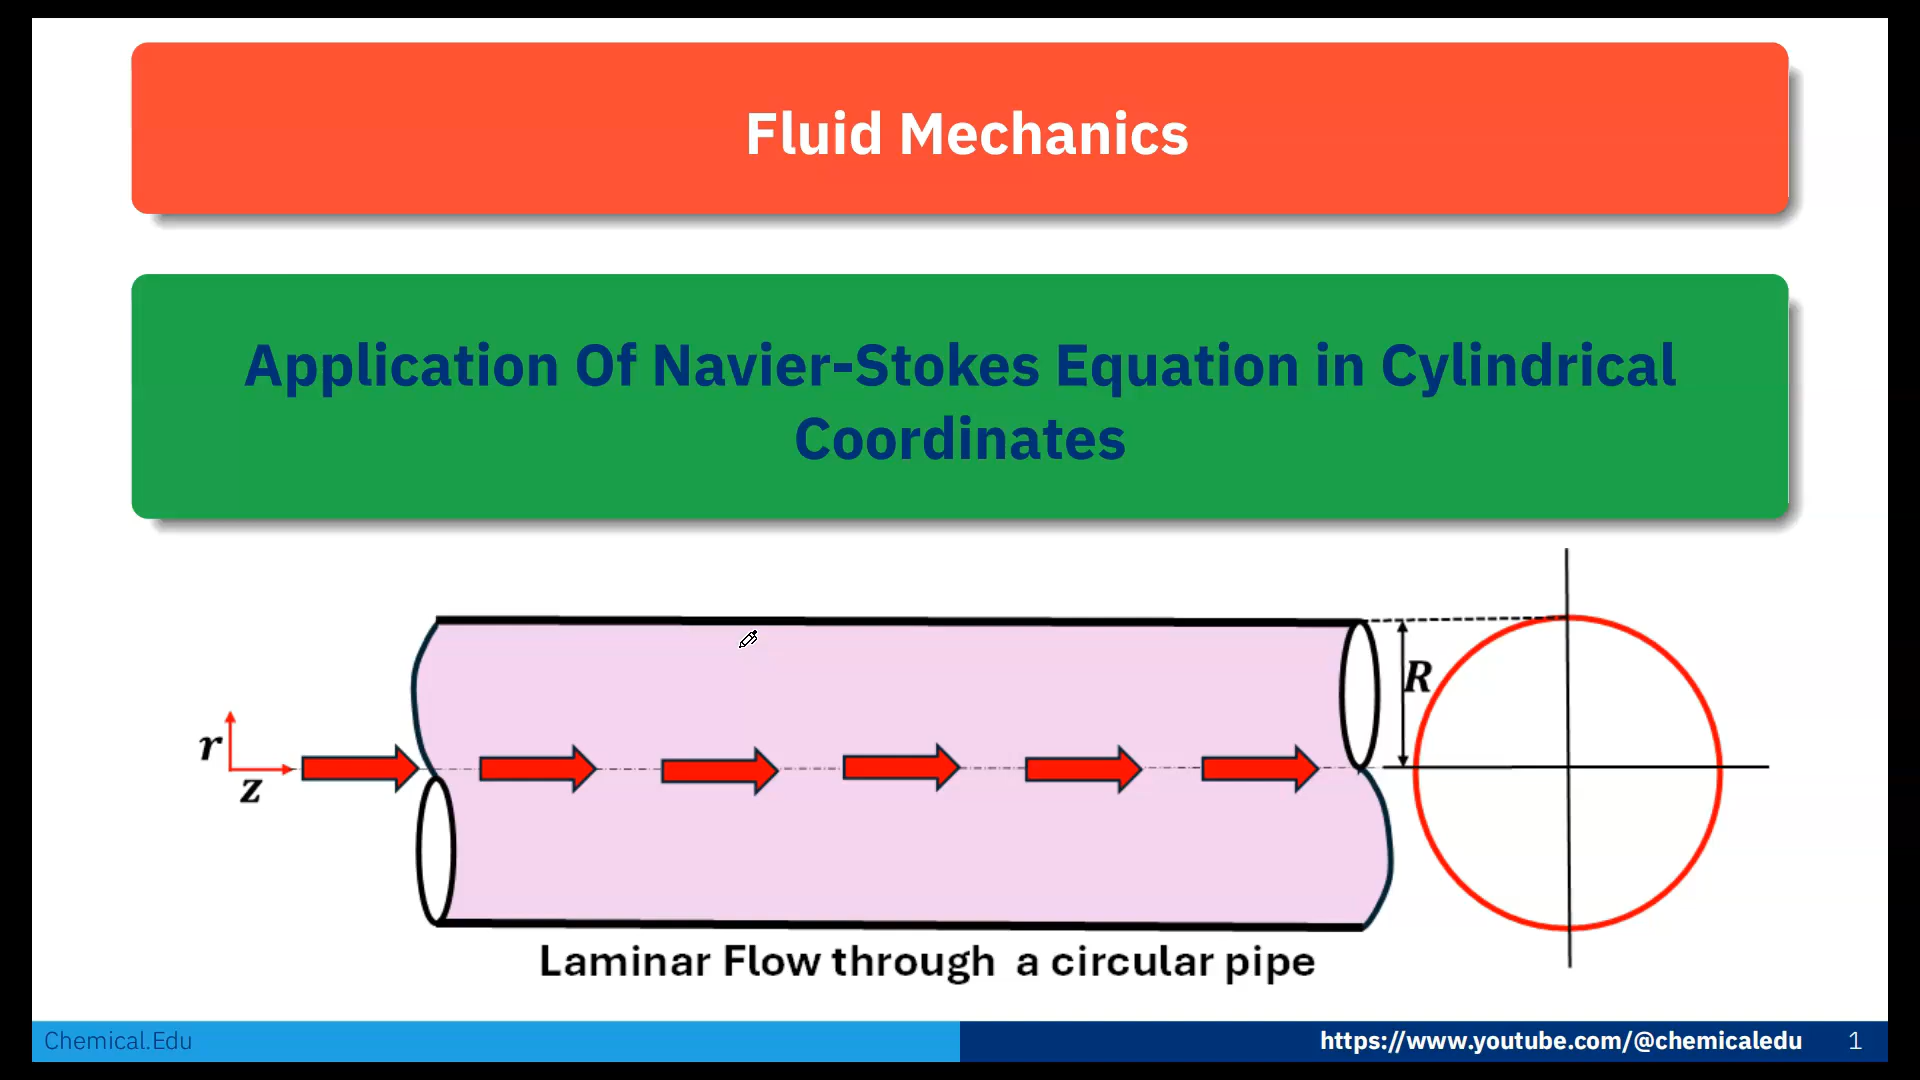 Fluid Mechanics
Application Of Navier-Stokes Equation in Cylindrical
Coordinates
R
r
z
Laminar Flow through a circular pipe
Chemical.Edu
https://www.youtube.com/@chemicaledu
1